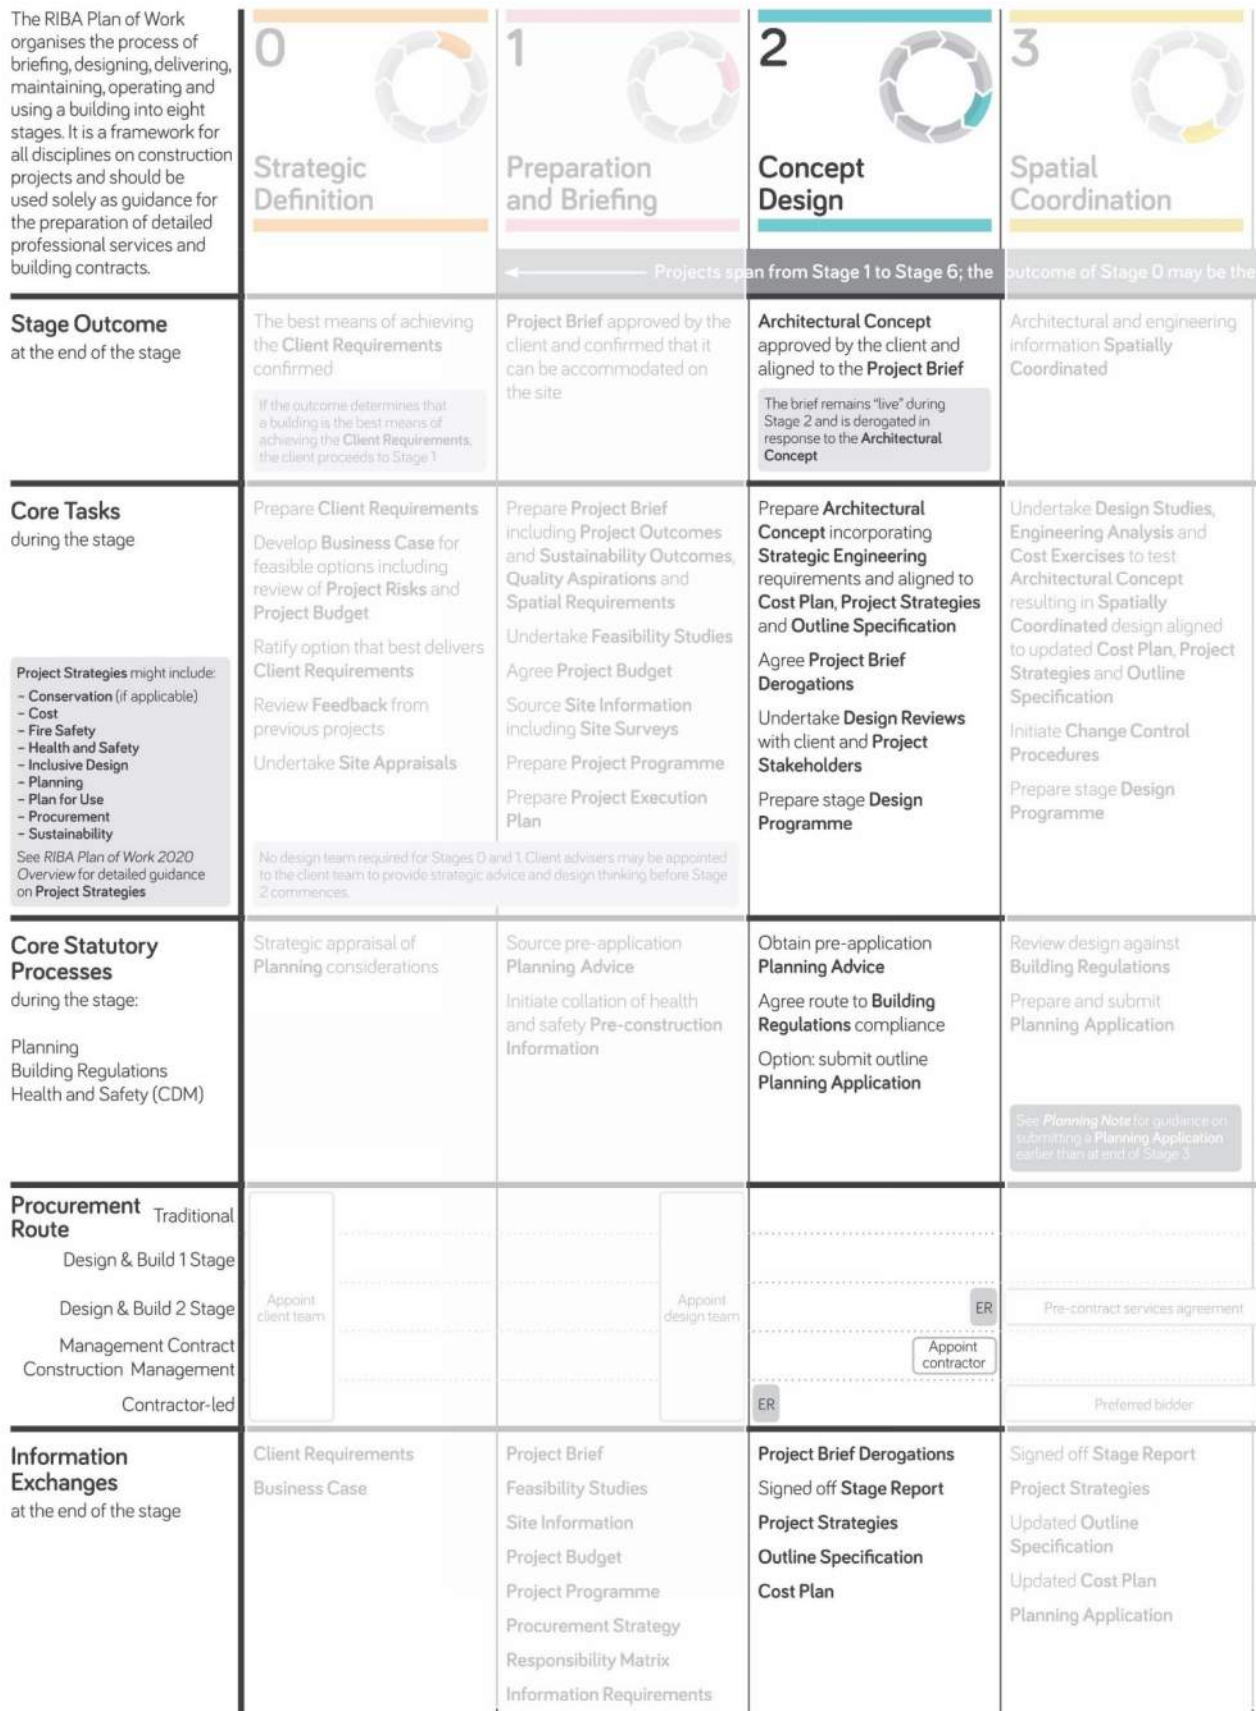 The RIBA Plan of Work
organises the process of
briefing, designing, delivering,
maintaining, operating and
using a building into eight
stages. It is a framework for
all disciplines on construction
projects and should be
used solely as guidance for
the preparation of detailed
professional services and
building contracts.
0
Strategic
Definition
1
Preparation
and Briefing
2
Concept
Design
3
Spatial
Coordination
Projects span from Stage 1 to Stage 6; the outcome of Stage 0 may be the
Stage Outcome
at the end of the stage
The best means of achieving
the Client Requirements
confirmed
If the outcome determines that
a building is the best means of
achieving the Client Requirements,
the client proceeds to Stage 1
Project Brief approved by the
client and confirmed that it
can be accommodated on
the site
Architectural Concept
approved by the client and
aligned to the Project Brief
The brief remains "live" during
Stage 2 and is derogated in
response to the Architectural
Concept
Architectural and engineering
information Spatially
Coordinated
Core Tasks
during the stage
Project Strategies might include:
– Conservation (if applicable)
– Cost
– Fire Safety
– Health and Safety
– Inclusive Design
– Planning
– Plan for Use
– Procurement
– Sustainability
See RIBA Plan of Work 2020
Overview for detailed guidance
on Project Strategies
Prepare Client Requirements
Develop Business Case for
feasible options including
review of Project Risks and
Project Budget
Ratify option that best delivers
Client Requirements
Review Feedback from
previous projects
Undertake Site Appraisals
Prepare Project Brief
including Project Outcomes
and Sustainability Outcomes,
Quality Aspirations and
Spatial Requirements
Undertake Feasibility Studies
Agree Project Budget
Source Site Information
including Site Surveys
Prepare Project Programme
Prepare Project Execution
Plan
No design team required for Stages 0 and 1. Client advisers may be appointed
to the client team to provide strategic advice and design thinking before Stage
2 commences.
Prepare Architectural
Concept incorporating
Strategic Engineering
requirements and aligned to
Cost Plan, Project Strategies
and Outline Specification
Agree Project Brief
Derogations
Undertake Design Reviews
with client and Project
Stakeholders
Prepare stage Design
Programme
Undertake Design Studies,
Engineering Analysis and
Cost Exercises to test
Architectural Concept
resulting in Spatially
Coordinated design aligned
to updated Cost Plan, Project
Strategies and Outline
Specification
Initiate Change Control
Procedures
Prepare stage Design
Programme
Core Statutory
Processes
during the stage:
Planning
Building Regulations
Health and Safety (CDM)
Strategic appraisal of
Planning considerations
Source pre-application
Planning Advice
Initiate collation of health
and safety Pre-construction
Information
Obtain pre-application
Planning Advice
Agree route to Building
Regulations compliance
Option: submit outline
Planning Application
Review design against
Building Regulations
Prepare and submit
Planning Application
See Planning Note for guidance on
submitting a Planning Application
earlier than at end of Stage 3
Procurement
Route
Traditional
Design & Build 1 Stage
Design & Build 2 Stage
Management Contract
Construction Management
Contractor-led
Appoint
client team
Appoint
design team
ER
Pre-contract services agreement
Appoint
contractor
ER
Preferred bidder
Information
Exchanges
at the end of the stage
Client Requirements
Business Case
Project Brief
Feasibility Studies
Site Information
Project Budget
Project Programme
Procurement Strategy
Responsibility Matrix
Information Requirements
Project Brief Derogations
Signed off Stage Report
Project Strategies
Outline Specification
Cost Plan
Signed off Stage Report
Project Strategies
Updated Outline
Specification
Updated Cost Plan
Planning Application